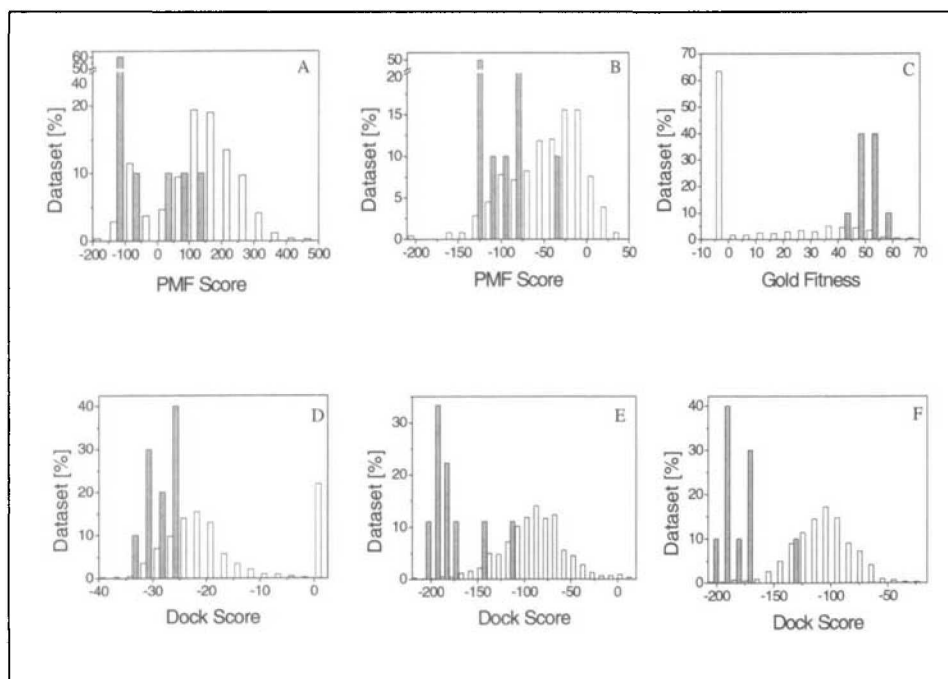 A
60
50
40
20
10
0
-200 -100 0 100 200 300 400 500
Dataset [%]
PMF Score
B
50
20
15
10
5
0
-200 -150 -100 -50 0 50
Dataset [%]
PMF Score
C
70
60
50
40
30
20
10
0
-10 0 10 20 30 40 50 60 70
Dataset [%]
Gold Fitness
D
40
30
20
10
0
-40 -30 -20 -10 0
Dataset [%]
Dock Score
E
30
20
10
0
-200 -150 -100 -50 0
Dataset [%]
Dock Score
F
40
30
20
10
0
-200 -150 -100 -50
Dataset [%]
Dock Score